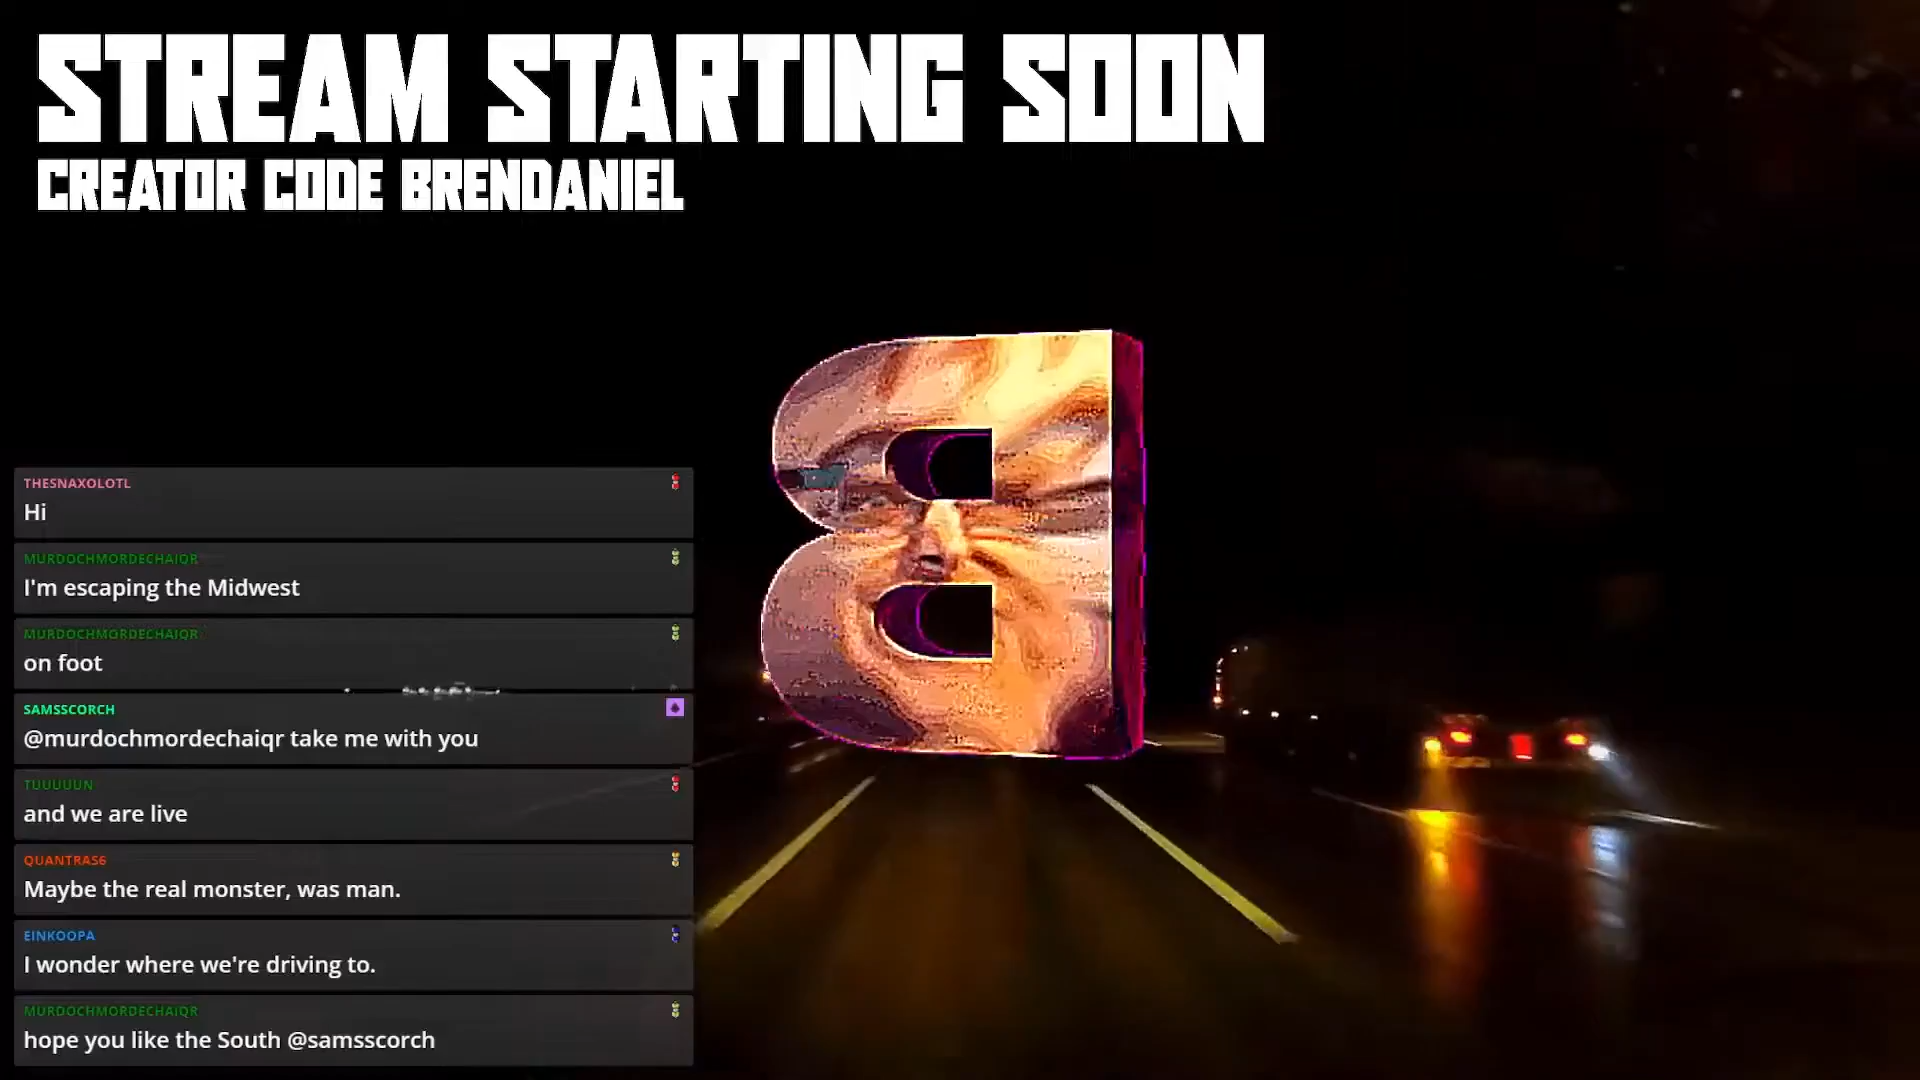 STREAM STARTING SOON
CREATOR CODE BRENDANIEL
THESNAXOLOTL
Hi
MURDOCHMORDECHAIQR
I'm escaping the Midwest
MURDOCHMORDECHAIQR
on foot
SAMSSCORCH
@murdochmordechaiqr take me with you
TUUUUUN
and we are live
QUANTRAS6
Maybe the real monster, was man.
EINKOOPA
I wonder where we're driving to.
MURDOCHMORDECHAIQR
hope you like the South @samsscorch
B